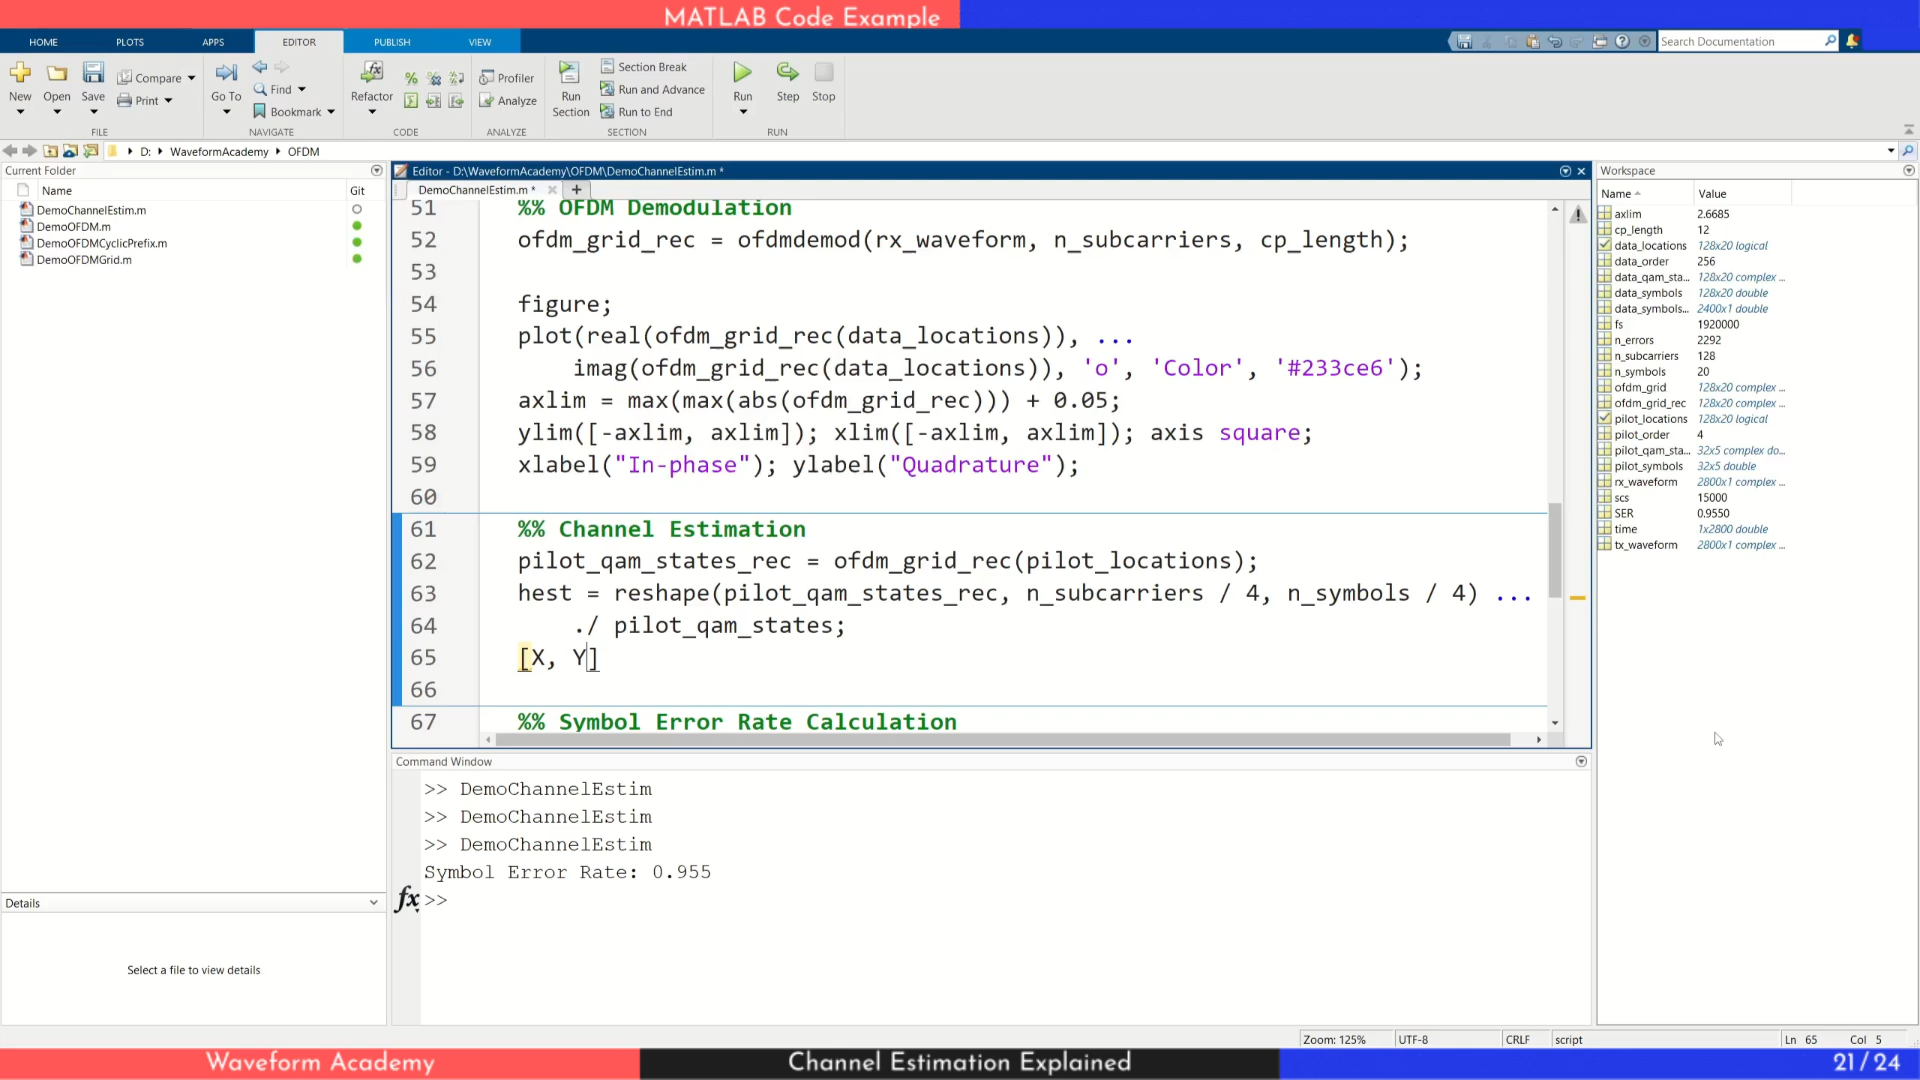 MATLAB Code Example
HOME PLOTS APPS EDITOR PUBLISH VIEW
Search Documentation
New Open Save Compare Print
FILE
Go To Find Bookmark
NAVIGATE
Refactor
CODE
Profiler
Analyze
ANALYZE
Run Section
Section Break
Run and Advance
Run to End
SECTION
Run Step Stop
RUN
D: WaveformAcademy OFDM
Current Folder
Name Git
DemoChannelEstim.m
DemoOFDM.m
DemoOFDMCyclicPrefix.m
DemoOFDMGrid.m
Details
Select a file to view details
Editor - D:\WaveformAcademy\OFDM\DemoChannelEstim.m *
DemoChannelEstim.m * +
51 %% OFDM Demodulation
52 ofdm_grid_rec = ofdmdemod(rx_waveform, n_subcarriers, cp_length);
53
54 figure;
55 plot(real(ofdm_grid_rec(data_locations)), ...
56 imag(ofdm_grid_rec(data_locations)), 'o', 'Color', '#233ce6');
57 axlim = max(max(abs(ofdm_grid_rec))) + 0.05;
58 ylim([-axlim, axlim]); xlim([-axlim, axlim]); axis square;
59 xlabel("In-phase"); ylabel("Quadrature");
60
61 %% Channel Estimation
62 pilot_qam_states_rec = ofdm_grid_rec(pilot_locations);
63 hest = reshape(pilot_qam_states_rec, n_subcarriers / 4, n_symbols / 4) ...
64 ./ pilot_qam_states;
65 [X, Y]
66
67 %% Symbol Error Rate Calculation
Command Window
>> DemoChannelEstim
>> DemoChannelEstim
>> DemoChannelEstim
Symbol Error Rate: 0.955
fx >>
Workspace
Name Value
axlim 2.6685
cp_length 12
data_locations 128x20 logical
data_order 256
data_qam_sta... 128x20 complex ...
data_symbols 128x20 double
data_symbols... 2400x1 double
fs 1920000
n_errors 2292
n_subcarriers 128
n_symbols 20
ofdm_grid 128x20 complex ...
ofdm_grid_rec 128x20 complex ...
pilot_locations 128x20 logical
pilot_order 4
pilot_qam_sta... 32x5 complex do...
pilot_symbols 32x5 double
rx_waveform 2800x1 complex ...
scs 15000
SER 0.9550
time 1x2800 double
tx_waveform 2800x1 complex ...
Zoom: 125% UTF-8 CRLF script Ln 65 Col 5
Waveform Academy Channel Estimation Explained 21 / 24